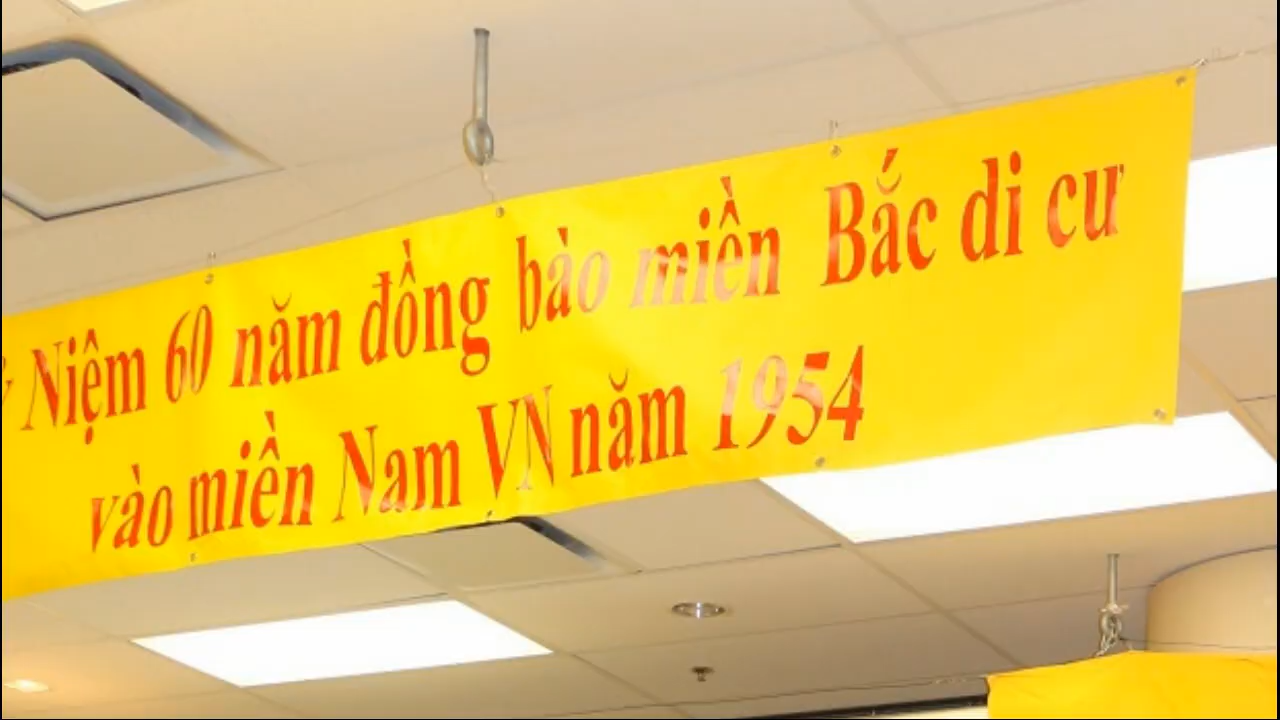 Niệm 60 năm đồng bào miền Bắc di cư
vào miền Nam VN năm 1954